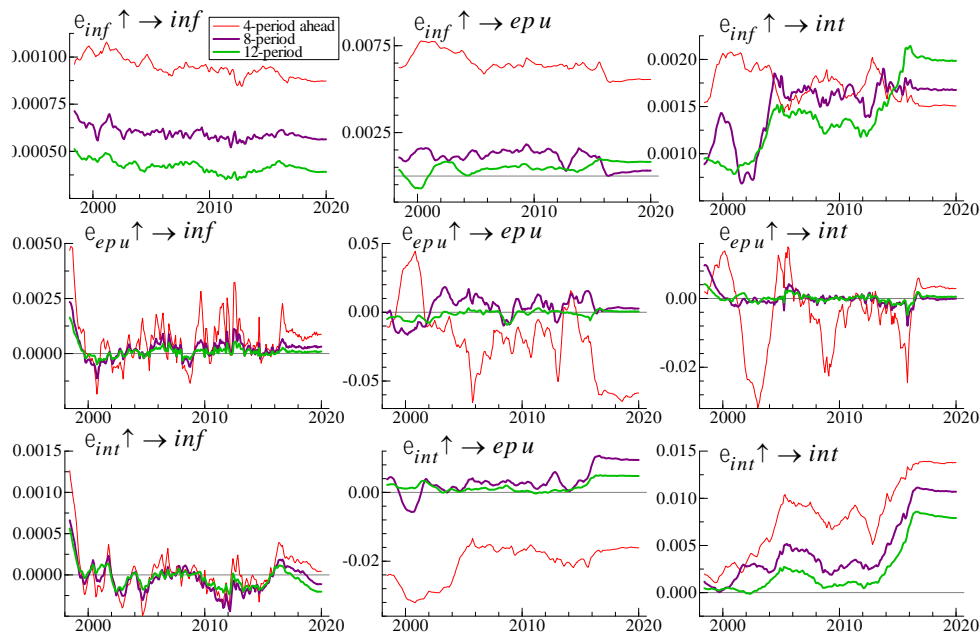 e_inf ↑ → inf
4-period ahead
8-period
12-period
0.00100
0.00075
0.00050
2000 2010 2020
e_inf ↑ → epu
0.0075
0.0025
2000 2010 2020
e_inf ↑ → int
0.0020
0.0015
0.0010
2000 2010 2020
e_epu ↑ → inf
0.0050
0.0025
0.0000
2000 2010 2020
e_epu ↑ → epu
0.05
0.00
-0.05
2000 2010 2020
e_epu ↑ → int
0.00
-0.02
2000 2010 2020
e_int ↑ → inf
0.0015
0.0010
0.0005
0.0000
2000 2010 2020
e_int ↑ → epu
0.00
-0.02
2000 2010 2020
e_int ↑ → int
0.015
0.010
0.005
0.000
2000 2010 2020